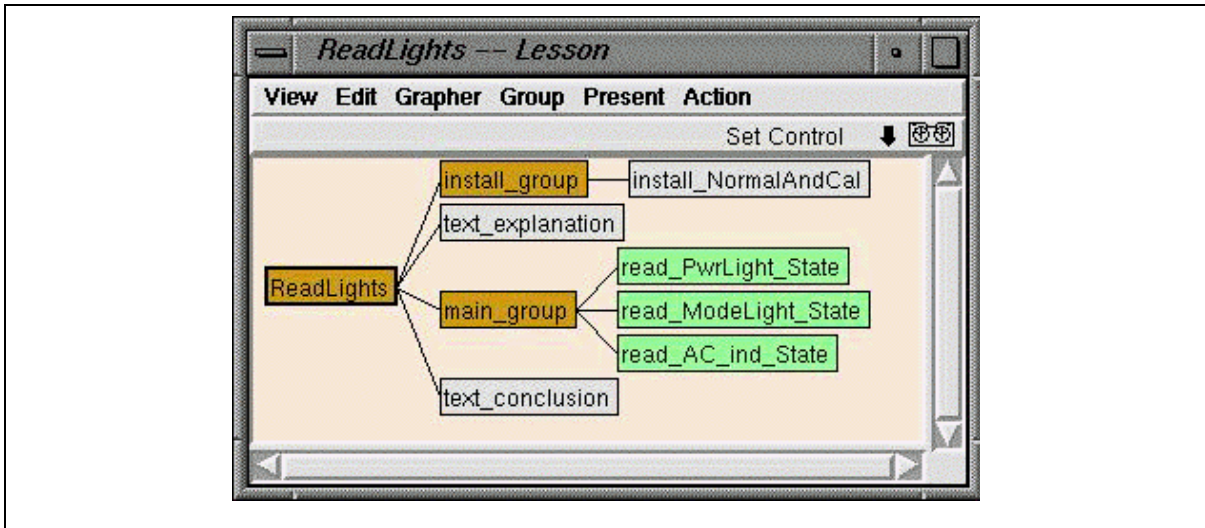 ReadLights -- Lesson
View Edit Grapher Group Present Action
Set Control
install_group install_NormalAndCal
text_explanation
read_PwrLight_State
ReadLights
main_group read_ModeLight_State
read_AC_ind_State
text_conclusion